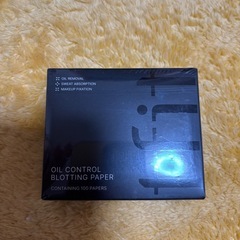 OIL REMOVAL
SWEAT ABSORPTION
MAKEUP FIXATION
OIL CONTROL
BLOTTING PAPER
CONTAINING 100 PAPERS